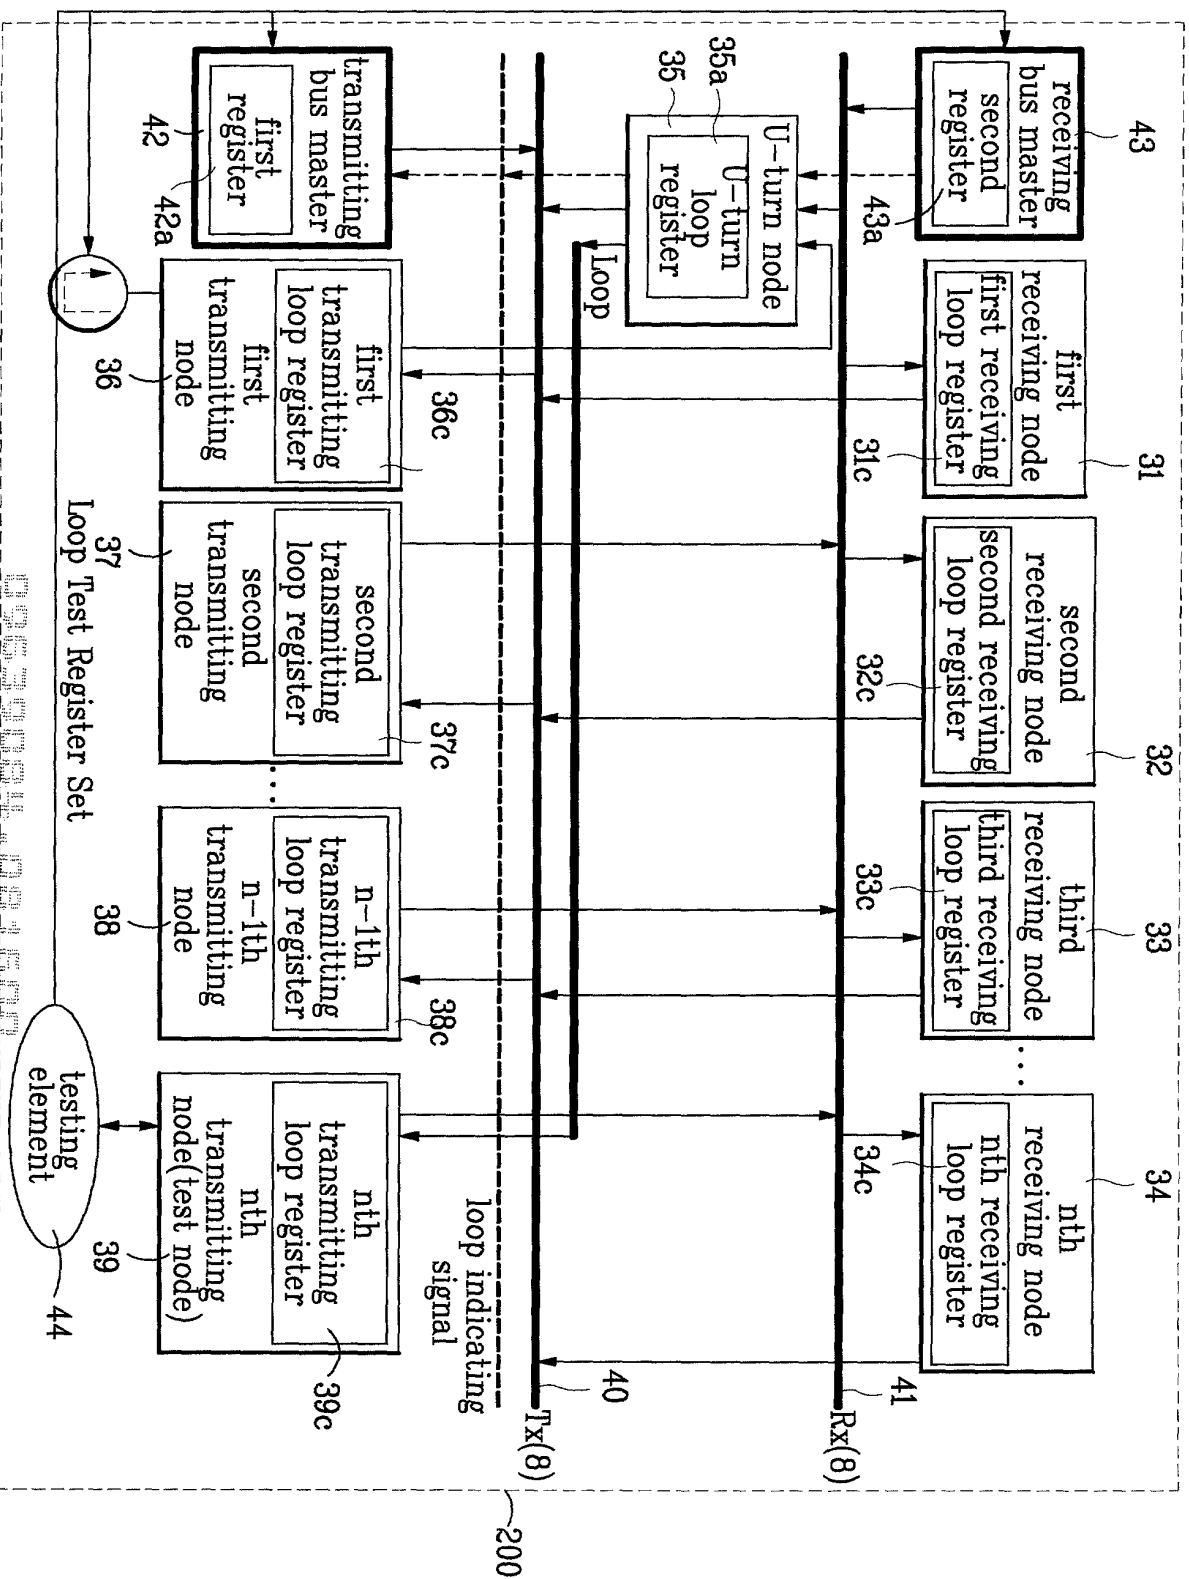 receiving
bus master
second
register
43
43a
first
receiving node
first receiving
loop register
31
31c
second
receiving node
second receiving
loop register
32
32c
third
receiving node
third receiving
loop register
33
33c
...
nth
receiving node
nth receiving
loop register
34
34c
41
Rx(8)
U-turn node
U-turn
loop
register
35a
35
Loop
40
Tx(8)
loop indicating
signal
transmitting
bus master
first
register
42
42a
first
transmitting
loop register
first
transmitting
node
36
36c
second
transmitting
loop register
second
transmitting
node
37
37c
...
n-1th
transmitting
loop register
n-1th
transmitting
node
38
38c
nth
transmitting
loop register
nth
transmitting
node(test node)
39
39c
Loop Test Register Set
testing
element
44
200